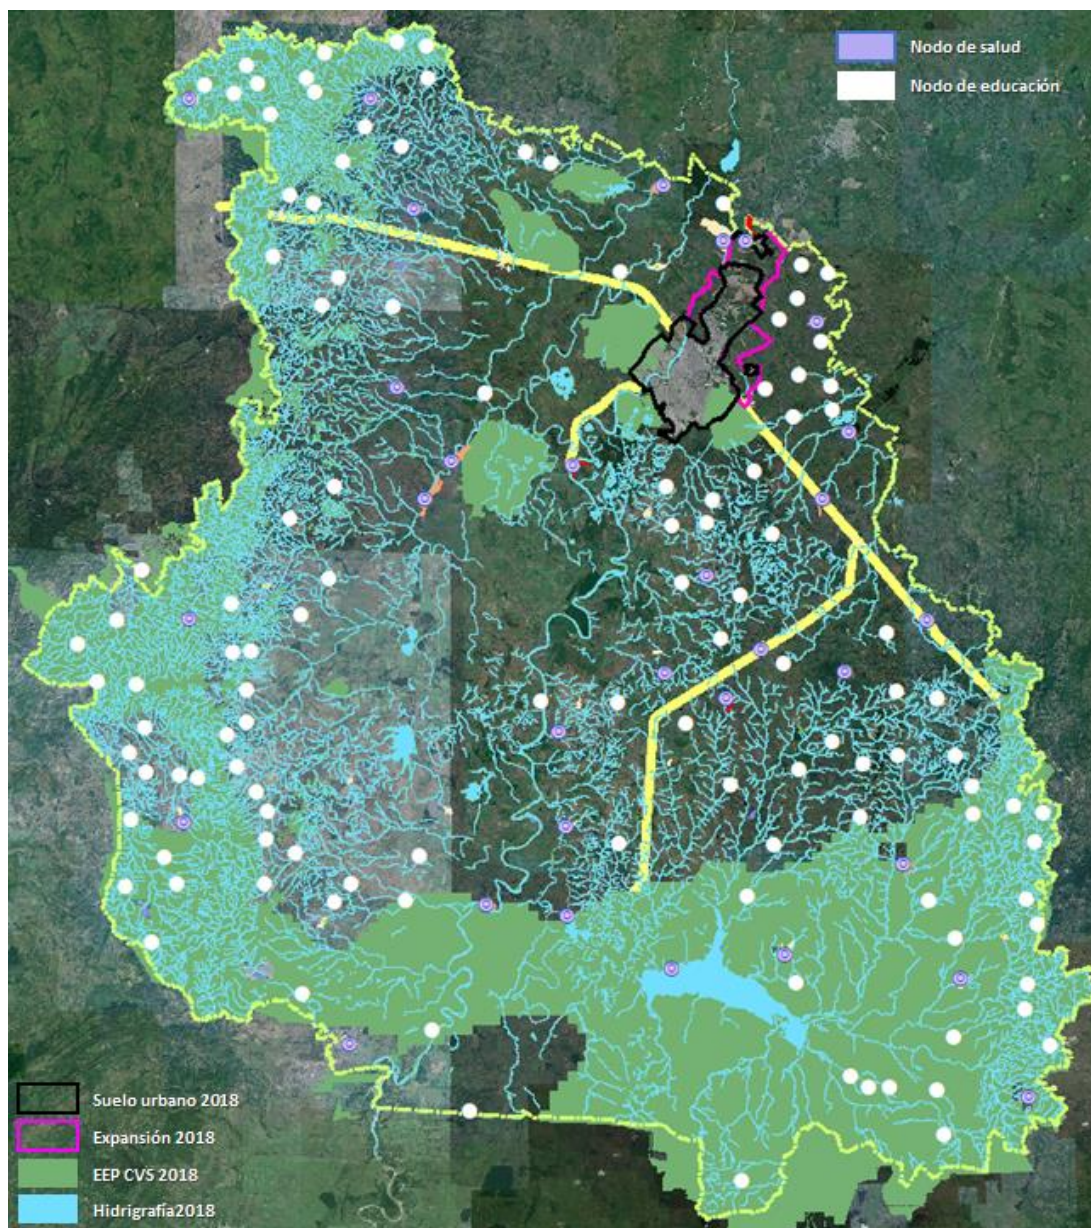 Nodo de salud
Nodo de educación
Suelo urbano 2018
Expansión 2018
EEP CVS 2018
Hidrigrafía2018